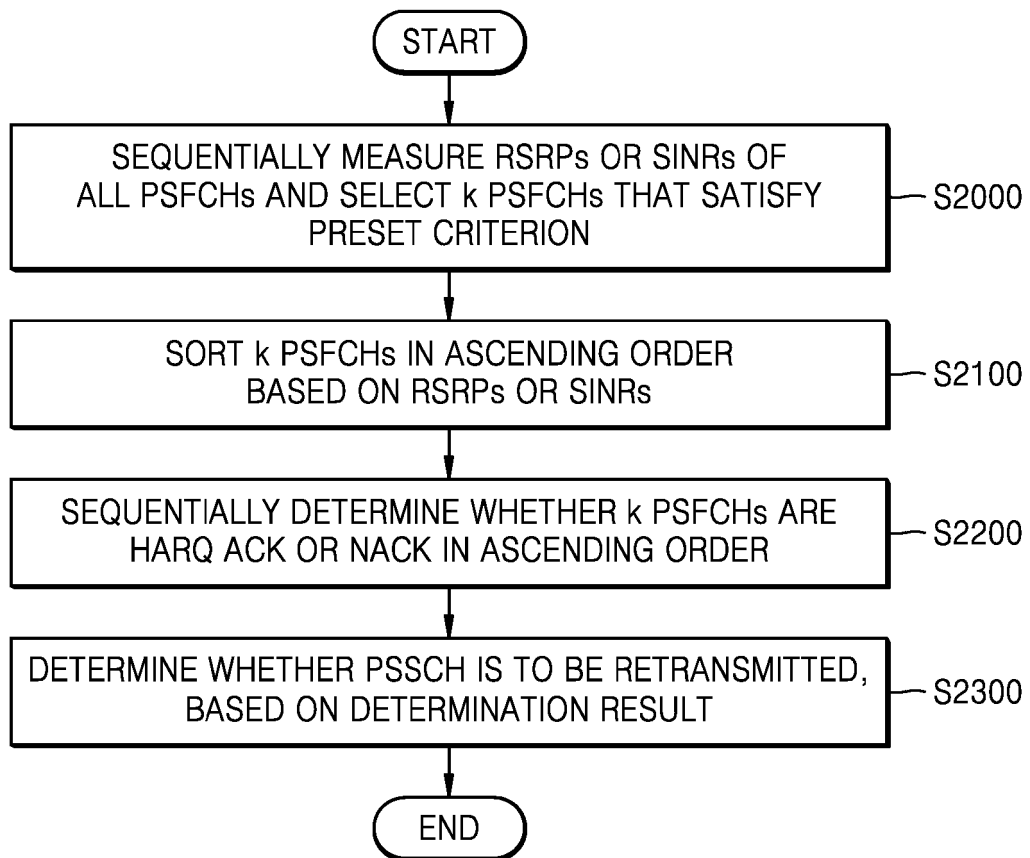 START
SEQUENTIALLY MEASURE RSRPs OR SINRs OF
ALL PSFCHs AND SELECT k PSFCHs THAT SATISFY
PRESET CRITERION
S2000
SORT k PSFCHs IN ASCENDING ORDER
BASED ON RSRPs OR SINRs
S2100
SEQUENTIALLY DETERMINE WHETHER k PSFCHs ARE
HARQ ACK OR NACK IN ASCENDING ORDER
S2200
DETERMINE WHETHER PSSCH IS TO BE RETRANSMITTED,
BASED ON DETERMINATION RESULT
S2300
END